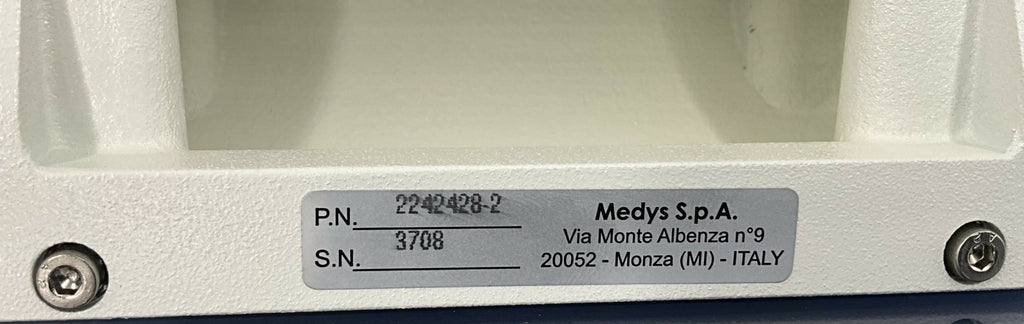 P.N. 2242428-2
S.N. 3708
Medys S.p.A.
Via Monte Albenza n°9
20052 - Monza (MI) - ITALY